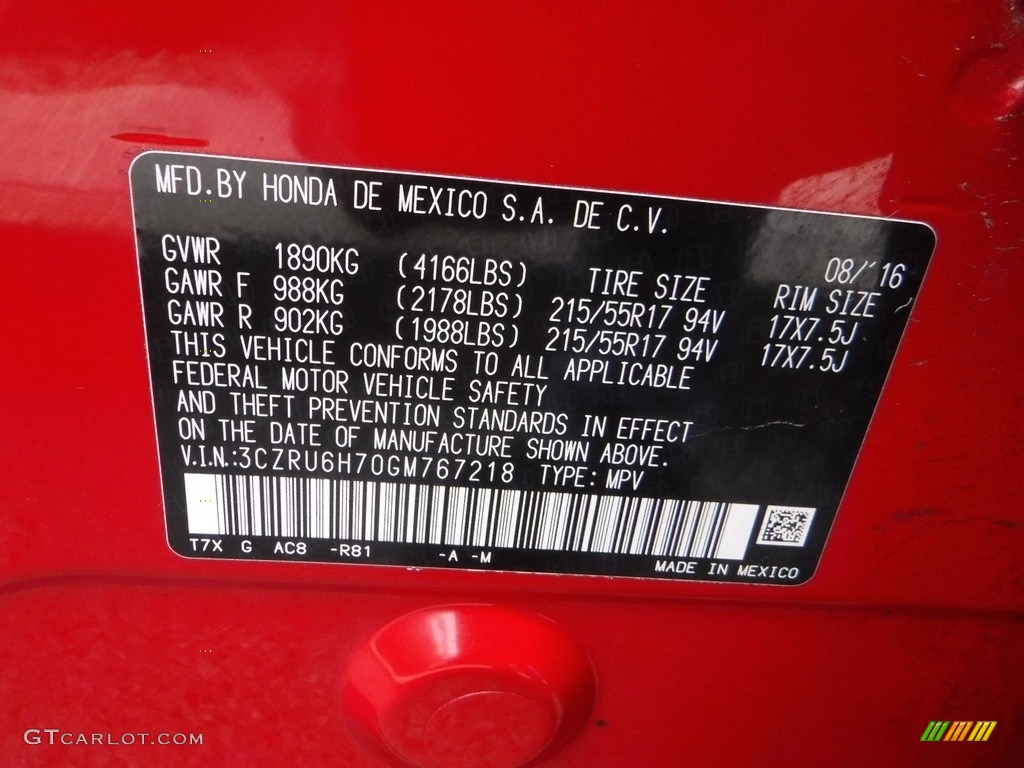 MFD.BY HONDA DE MEXICO S.A. DE C.V.
08/'16
GVWR 1890KG (4166LBS) TIRE SIZE RIM SIZE
GAWR F 988KG (2178LBS) 215/55R17 94V 17X7.5J
GAWR R 902KG (1988LBS) 215/55R17 94V 17X7.5J
THIS VEHICLE CONFORMS TO ALL APPLICABLE
FEDERAL MOTOR VEHICLE SAFETY
AND THEFT PREVENTION STANDARDS IN EFFECT
ON THE DATE OF MANUFACTURE SHOWN ABOVE.
V.I.N.:3CZRU6H70GM767218 TYPE:MPV
T7X G AC8 -R81 -A -M
MADE IN MEXICO
GTCARLOT.COM